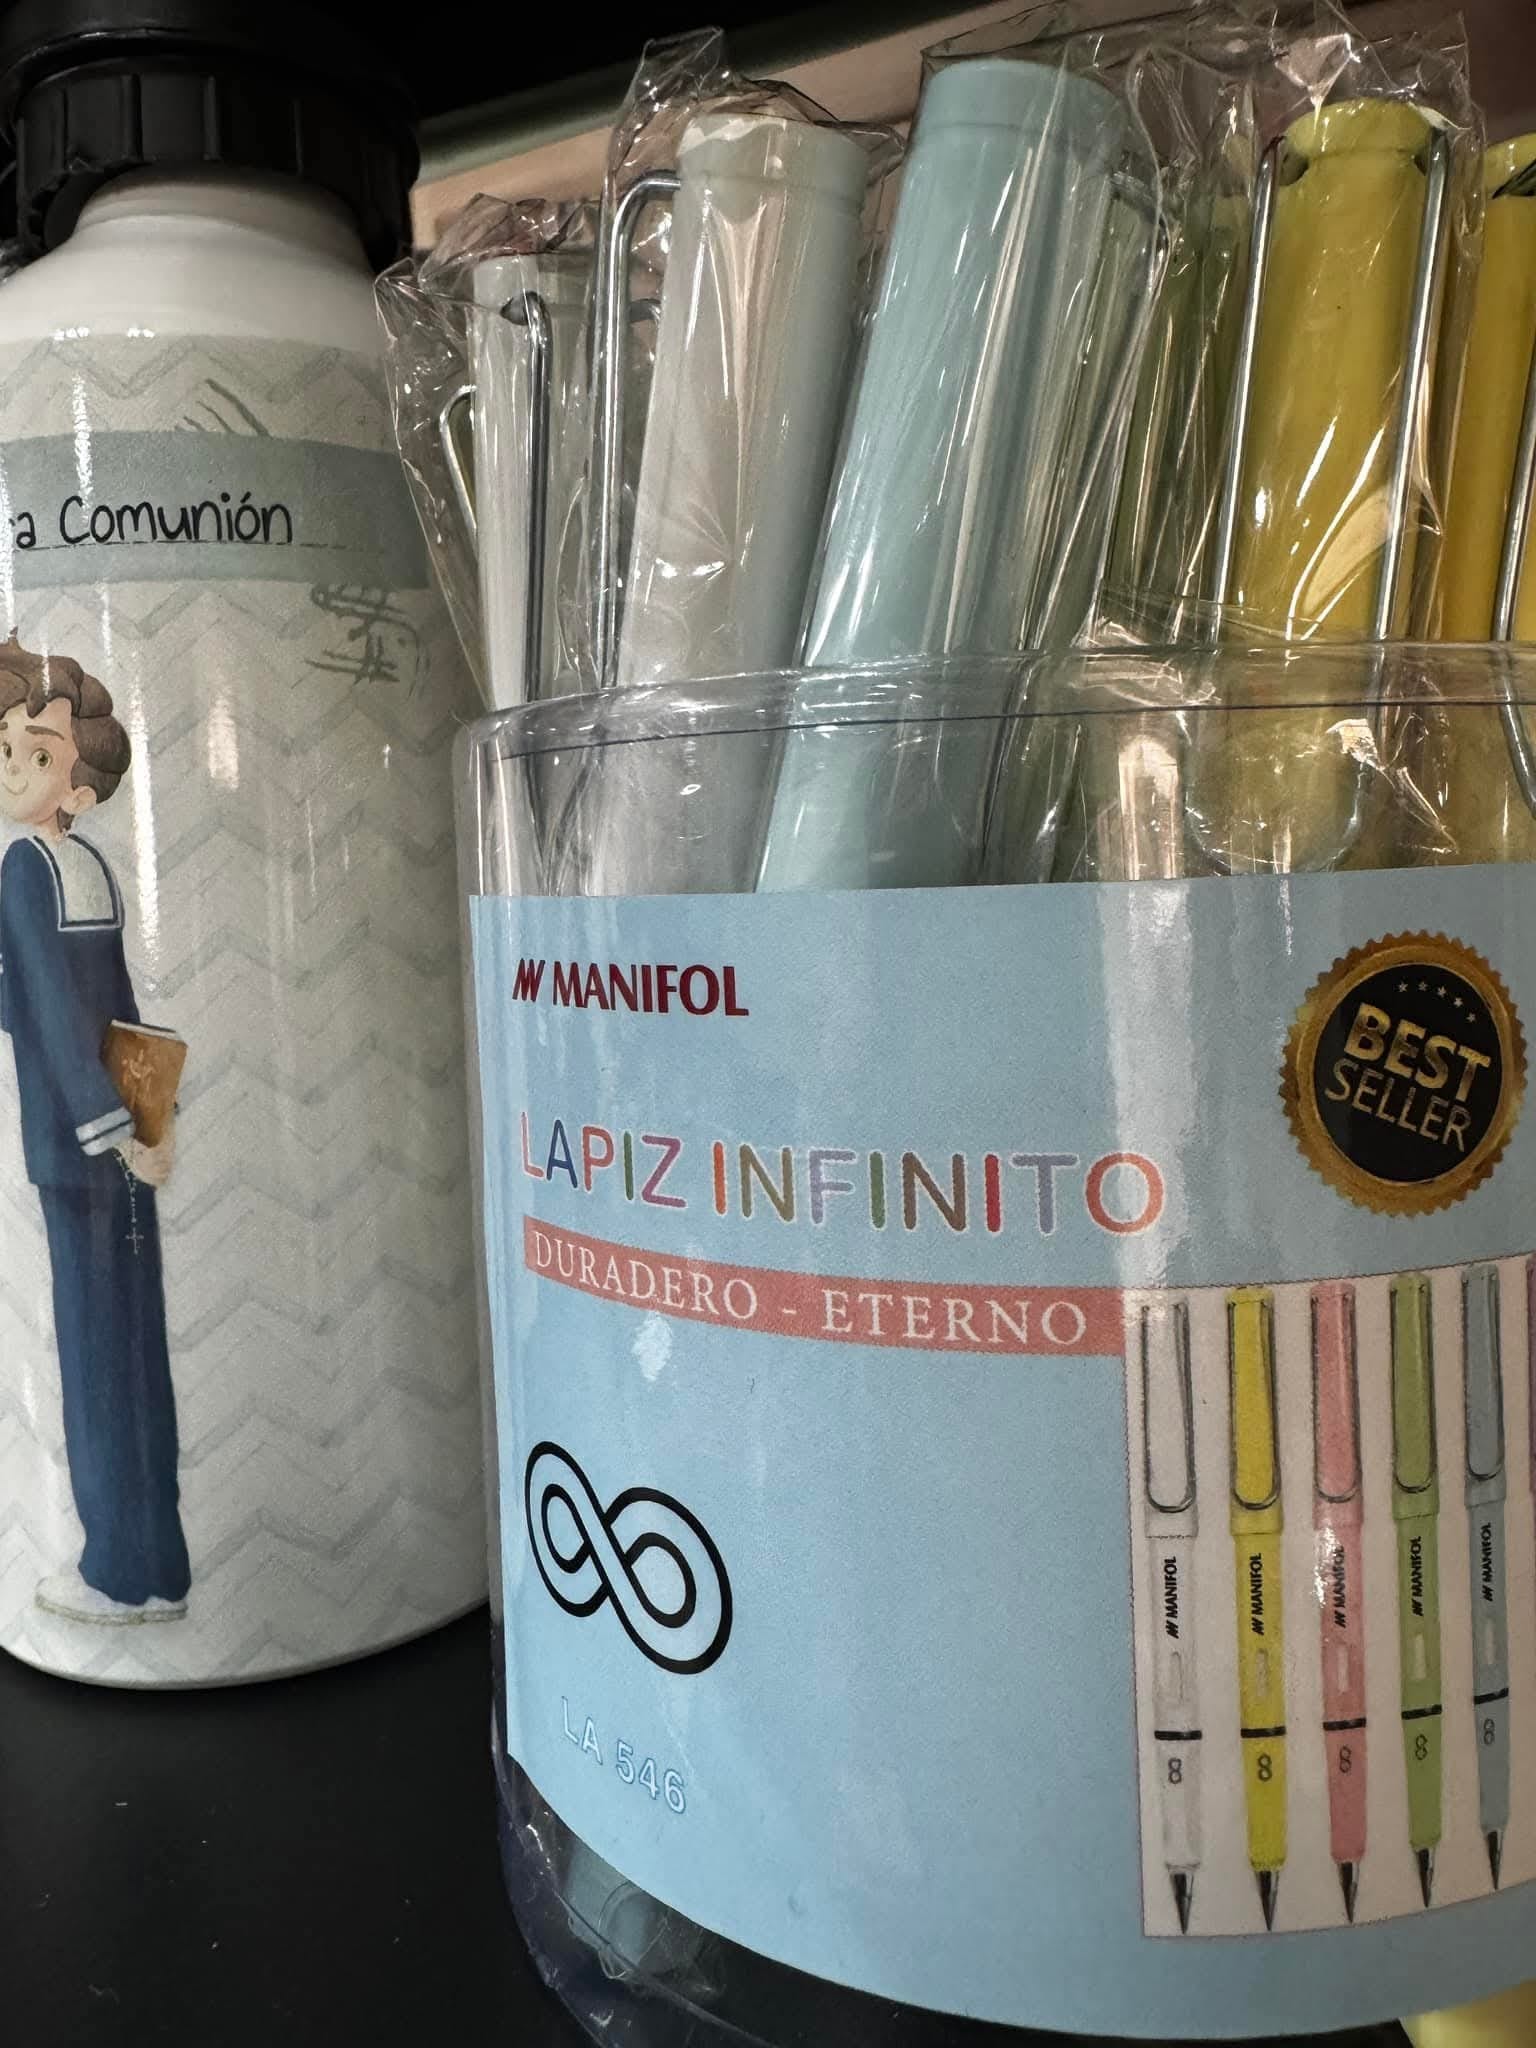 a Comunión
MANIFOL
LAPIZ INFINITO
DURADERO - ETERNO
BEST
SELLER
LA 546
MANIFOL
MANIFOL
MANIFOL
MANIFOL
MANIFOL